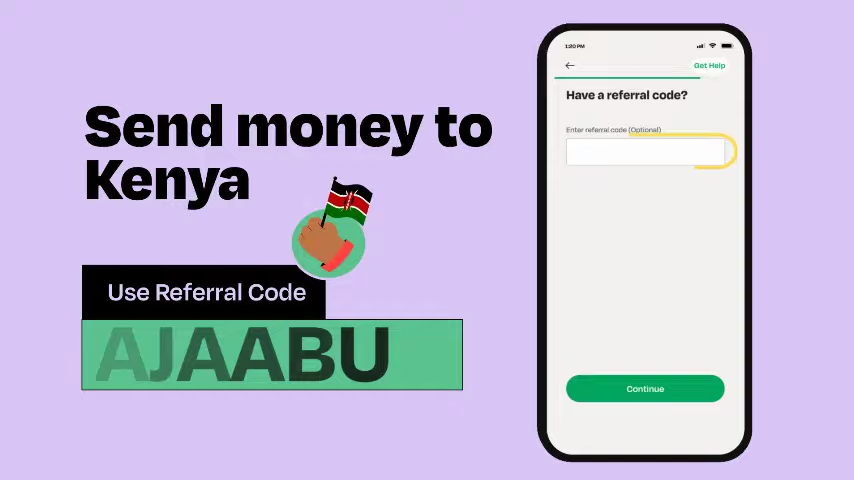 Send money to
Kenya
Use Referral Code
AJAABU
1:20 PM
Get Help
Have a referral code?
Enter referral code (Optional)
Continue